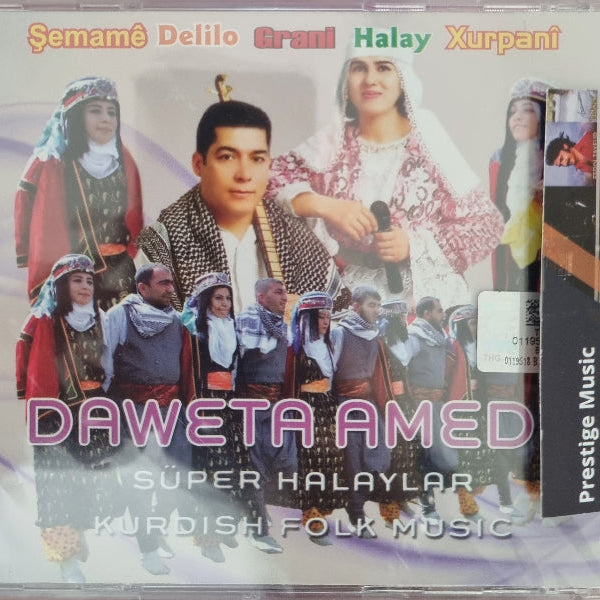 Şemamê Delilo Grani Halay Xurpanî
DAWETA AMED
SÜPER HALAYLAR
KURDISH FOLK MUSIC
Prestige Music